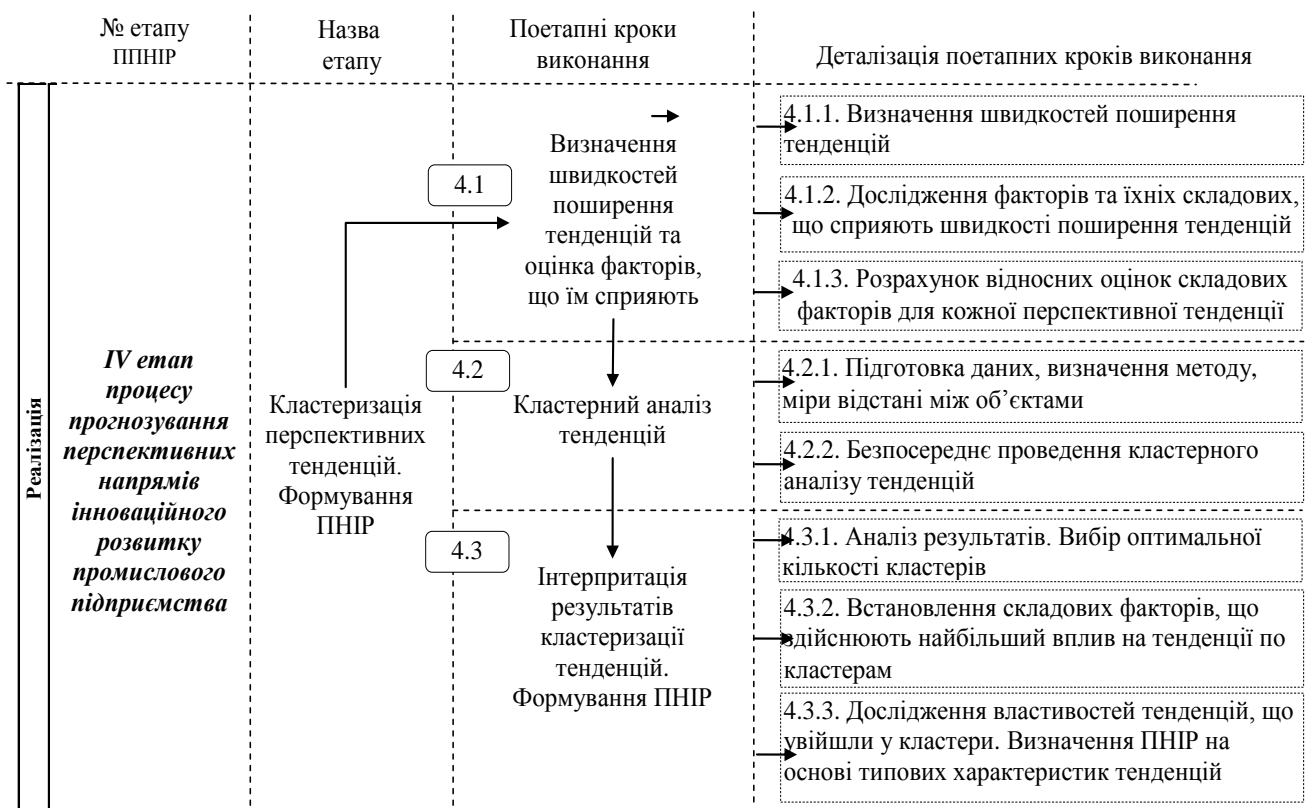 № етапу
ППНІР
Назва
етапу
Поетапні кроки
виконання
Деталізація поетапних кроків виконання
Реалізація
IV етап
процесу
прогнозування
перспективних
напрямів
інноваційного
розвитку
промислового
підприємства
Кластеризація
перспективних
тенденцій.
Формування
ПНІР
4.1
Визначення
швидкостей
поширення
тенденцій та
оцінка факторів,
що їм сприяють
4.1.1. Визначення швидкостей поширення
тенденцій
4.1.2. Дослідження факторів та їхніх складових,
що сприяють швидкості поширення тенденцій
4.1.3. Розрахунок відносних оцінок складових
факторів для кожної перспективної тенденції
4.2
Кластерний аналіз
тенденцій
4.2.1. Підготовка даних, визначення методу,
міри відстані між об’єктами
4.2.2. Безпосереднє проведення кластерного
аналізу тенденцій
4.3
Інтерпритація
результатів
кластеризації
тенденцій.
Формування ПНІР
4.3.1. Аналіз результатів. Вибір оптимальної
кількості кластерів
4.3.2. Встановлення складових факторів, що
здійснюють найбільший вплив на тенденції по
кластерам
4.3.3. Дослідження властивостей тенденцій, що
увійшли у кластери. Визначення ПНІР на
основі типових характеристик тенденцій